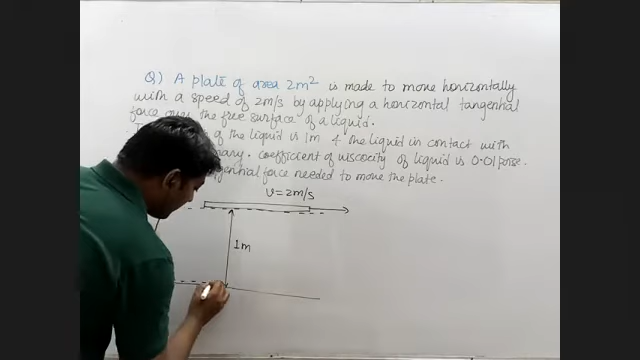 Q) A plate of area 2m² is made to move horizontally
with a speed of 2m/s by applying a horizontal tangential
force over the free surface of a liquid.
of the liquid is 1m & the liquid in contact with
coefficient of viscosity of liquid is 0.01 poise.
force needed to move the plate.
v = 2m/s
1m